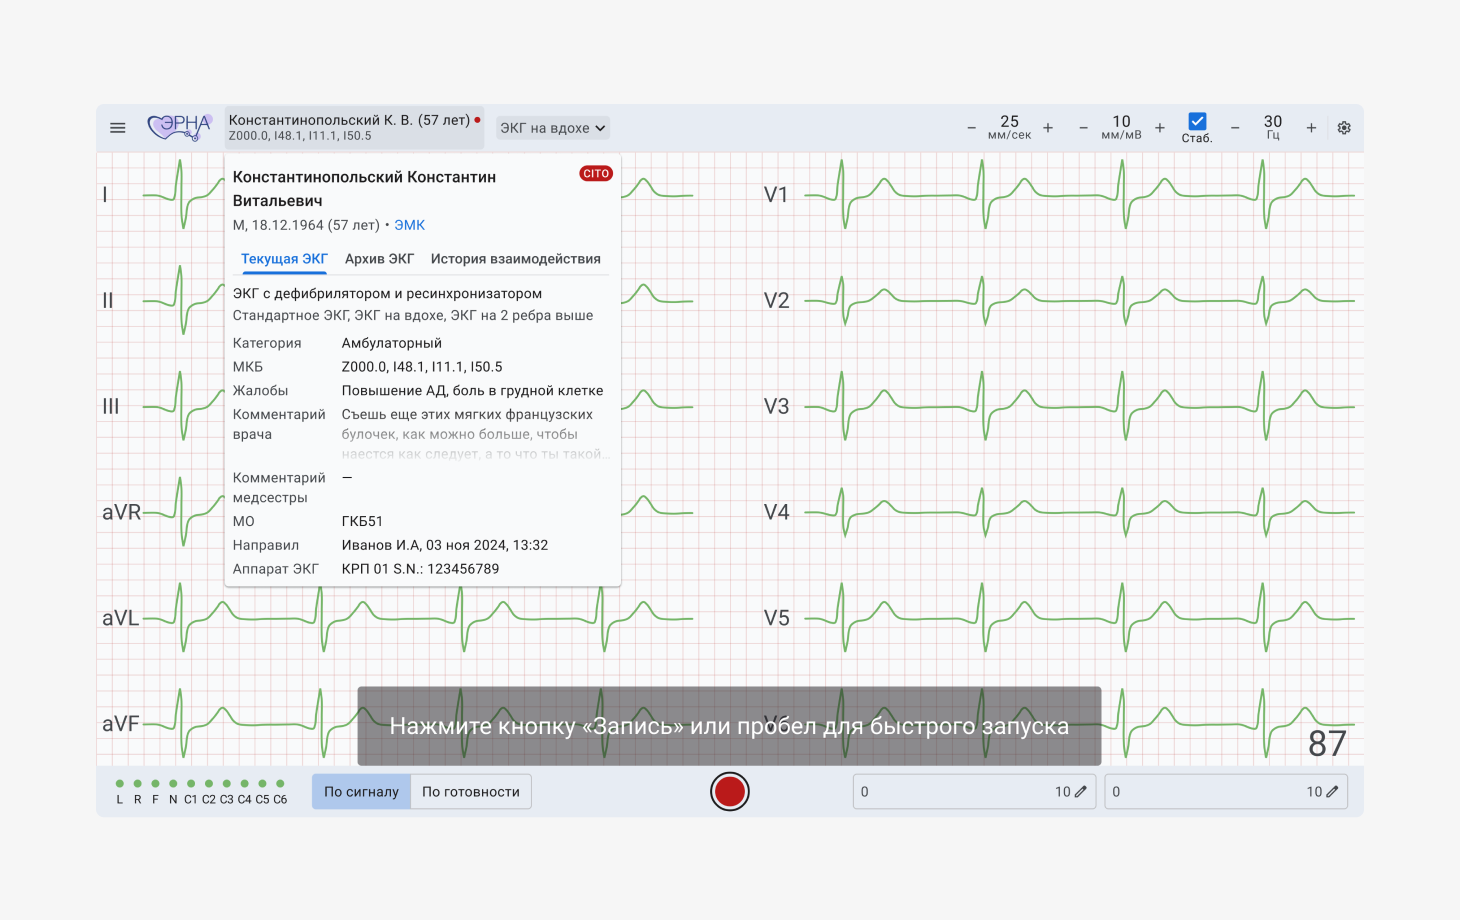 ЭРНА
Константинопольский К. В. (57 лет)
Z000.0, I48.1, I11.1, I50.5
ЭКГ на вдохе
− 25 +
мм/сек
− 10 +
мм/мВ
Стаб.
− 30 +
Гц
Константинопольский Константин
Витальевич
CITO
М, 18.12.1964 (57 лет) • ЭМК
Текущая ЭКГ
Архив ЭКГ
История взаимодействия
ЭКГ с дефибрилятором и ресинхронизатором
Стандартное ЭКГ, ЭКГ на вдохе, ЭКГ на 2 ребра выше
Категория Амбулаторный
МКБ Z000.0, I48.1, I11.1, I50.5
Жалобы Повышение АД, боль в грудной клетке
Комментарий Съешь еще этих мягких французских
врача булочек, как можно больше, чтобы
наестся как следует, а то что ты такой...
Комментарий —
медсестры
МО ГКБ51
Направил Иванов И.А, 03 ноя 2024, 13:32
Аппарат ЭКГ КРП 01 S.N.: 123456789
I
II
III
aVR
aVL
aVF
V1
V2
V3
V4
V5
V6
Нажмите кнопку «Запись» или пробел для быстрого запуска
87
L R F N C1 C2 C3 C4 C5 C6
По сигналу
По готовности
0 10
0 10